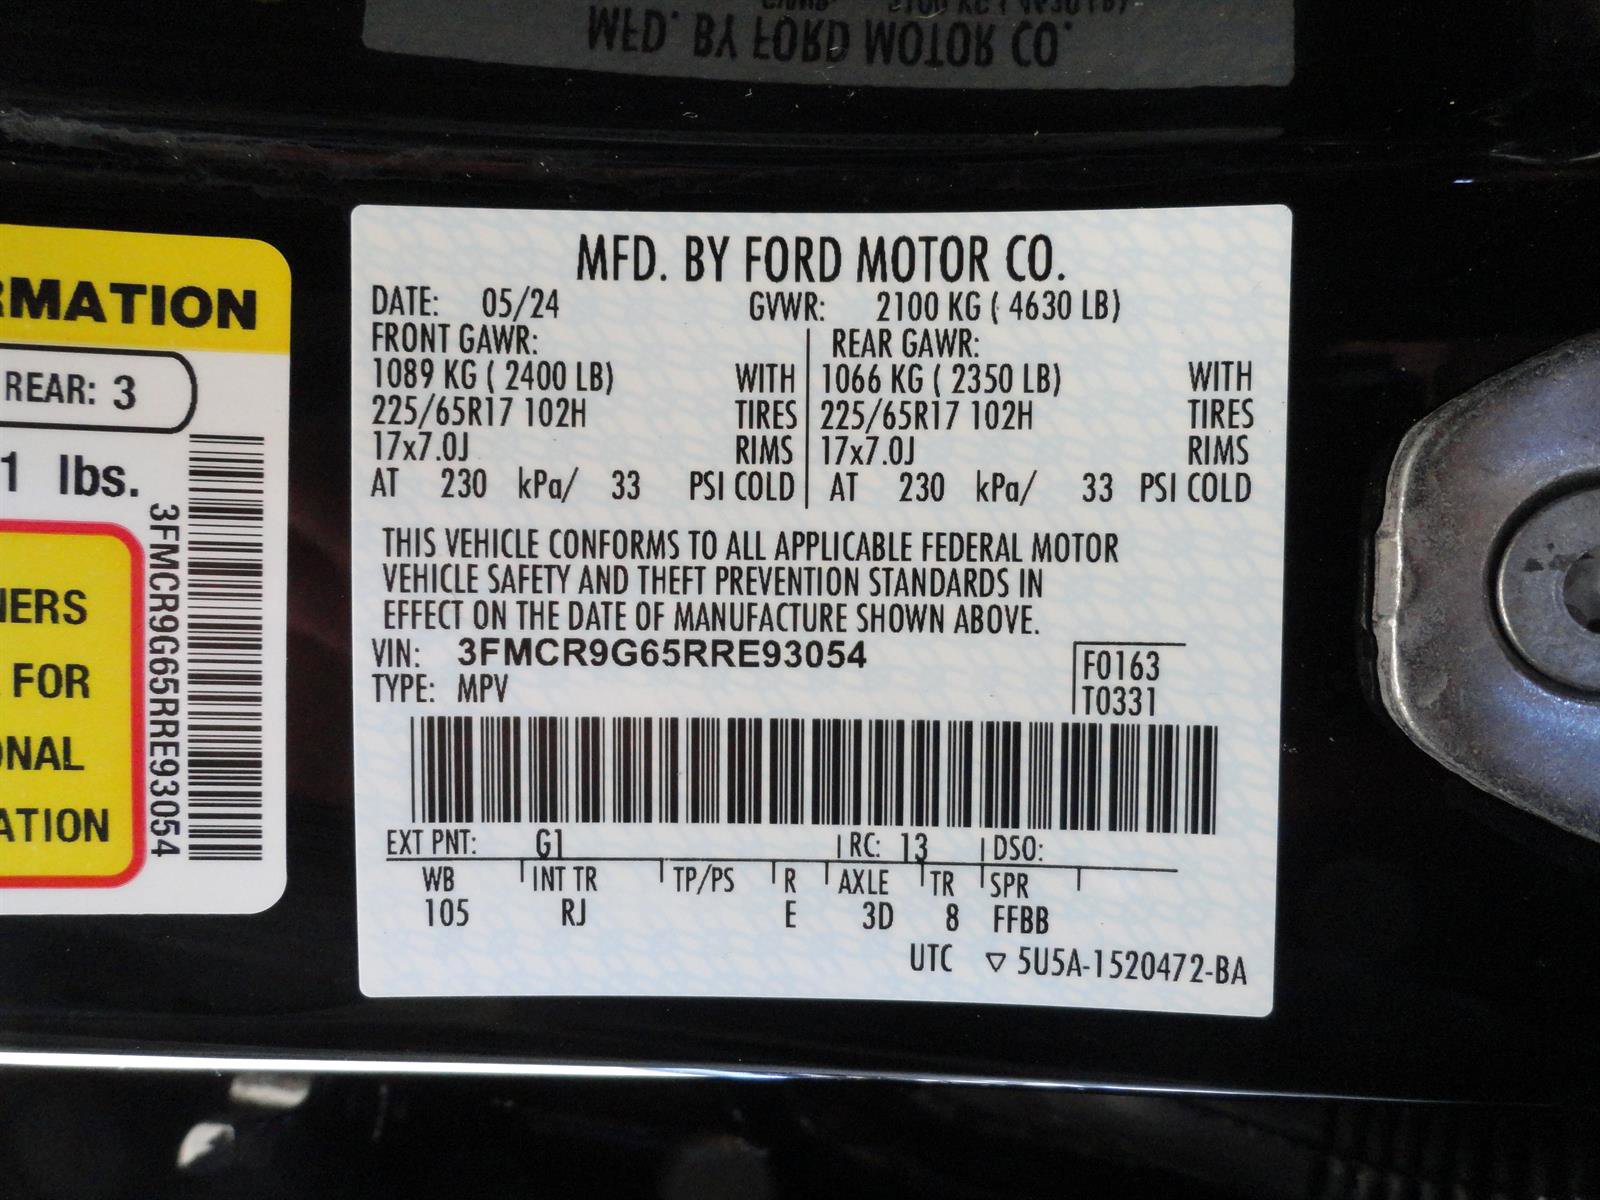 MFD. BY FORD MOTOR CO.
RMATION
REAR: 3
1 lbs.
NERS
FOR
ONAL
ATION
3FMCR9G65RRE93054
MFD. BY FORD MOTOR CO.
DATE: 05/24 GVWR: 2100 KG ( 4630 LB)
FRONT GAWR: REAR GAWR:
1089 KG ( 2400 LB) WITH 1066 KG ( 2350 LB) WITH
225/65R17 102H TIRES 225/65R17 102H TIRES
17x7.0J RIMS 17x7.0J RIMS
AT 230 kPa/ 33 PSI COLD AT 230 kPa/ 33 PSI COLD
THIS VEHICLE CONFORMS TO ALL APPLICABLE FEDERAL MOTOR
VEHICLE SAFETY AND THEFT PREVENTION STANDARDS IN
EFFECT ON THE DATE OF MANUFACTURE SHOWN ABOVE.
VIN: 3FMCR9G65RRE93054 F0163
TYPE: MPV T0331
EXT PNT: G1 RC: 13 DSO:
WB INT TR TP/PS R AXLE TR SPR
105 RJ E 3D 8 FFBB
UTC ▽ 5U5A-1520472-BA